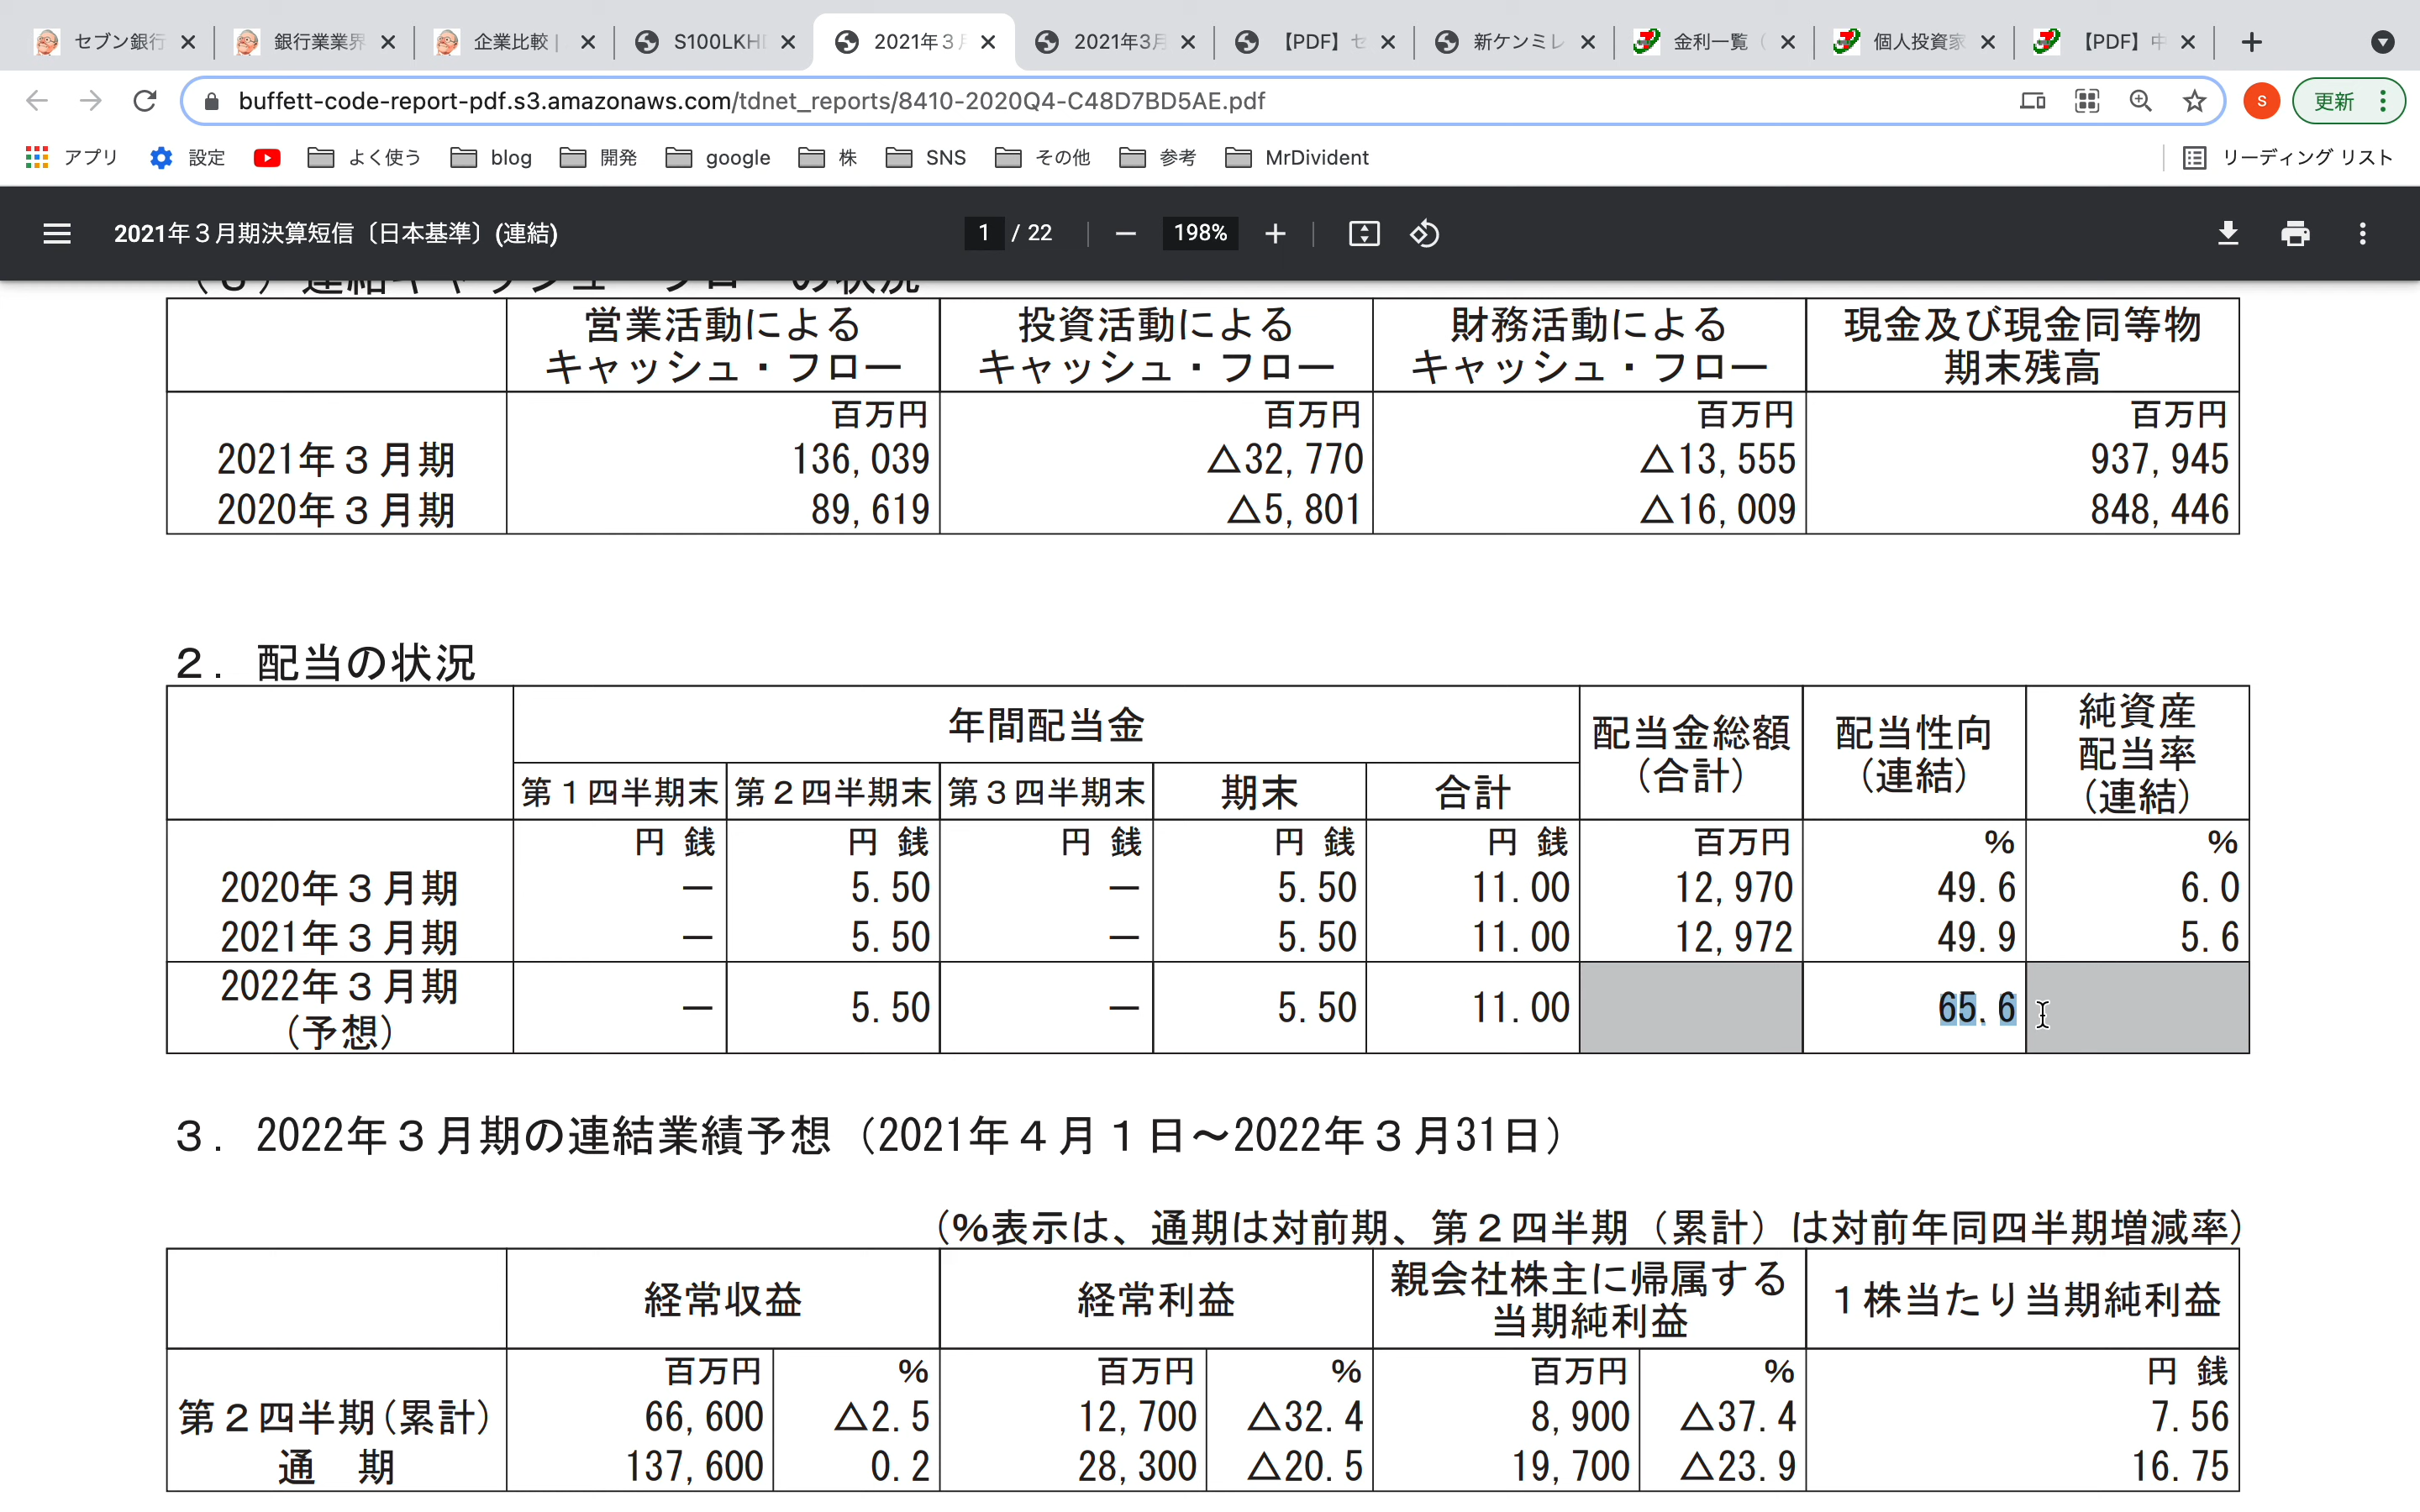 セブン銀行
銀行業業界
企業比較 |
S100LKH
2021年3月
2021年3月
【PDF】セ
新ケンミレ
金利一覧（
個人投資家
【PDF】中
buffett-code-report-pdf.s3.amazonaws.com/tdnet_reports/8410-2020Q4-C48D7BD5AE.pdf
s
更新
アプリ
設定
よく使う
blog
開発
google
株
SNS
その他
参考
MrDivident
リーディング リスト
2021年３月期決算短信〔日本基準〕(連結)
1 / 22
198%
（３）連結キャッシュ・フローの状況
営業活動による
キャッシュ・フロー
投資活動による
キャッシュ・フロー
財務活動による
キャッシュ・フロー
現金及び現金同等物
期末残高
百万円 百万円 百万円 百万円
2021年３月期 136,039 △32,770 △13,555 937,945
2020年３月期 89,619 △5,801 △16,009 848,446
２．配当の状況
年間配当金
配当金総額
（合計）
配当性向
（連結）
純資産
配当率
（連結）
第１四半期末 第２四半期末 第３四半期末 期末 合計
円 銭 円 銭 円 銭 円 銭 円 銭 百万円 % %
2020年３月期 － 5.50 － 5.50 11.00 12,970 49.6 6.0
2021年３月期 － 5.50 － 5.50 11.00 12,972 49.9 5.6
2022年３月期
（予想）
－ 5.50 － 5.50 11.00 65.6
３．2022年３月期の連結業績予想（2021年４月１日～2022年３月31日）
（％表示は、通期は対前期、第２四半期（累計）は対前年同四半期増減率）
経常収益
経常利益
親会社株主に帰属する
当期純利益
１株当たり当期純利益
百万円 % 百万円 % 百万円 % 円 銭
第２四半期(累計) 66,600 △2.5 12,700 △32.4 8,900 △37.4 7.56
通 期 137,600 0.2 28,300 △20.5 19,700 △23.9 16.75